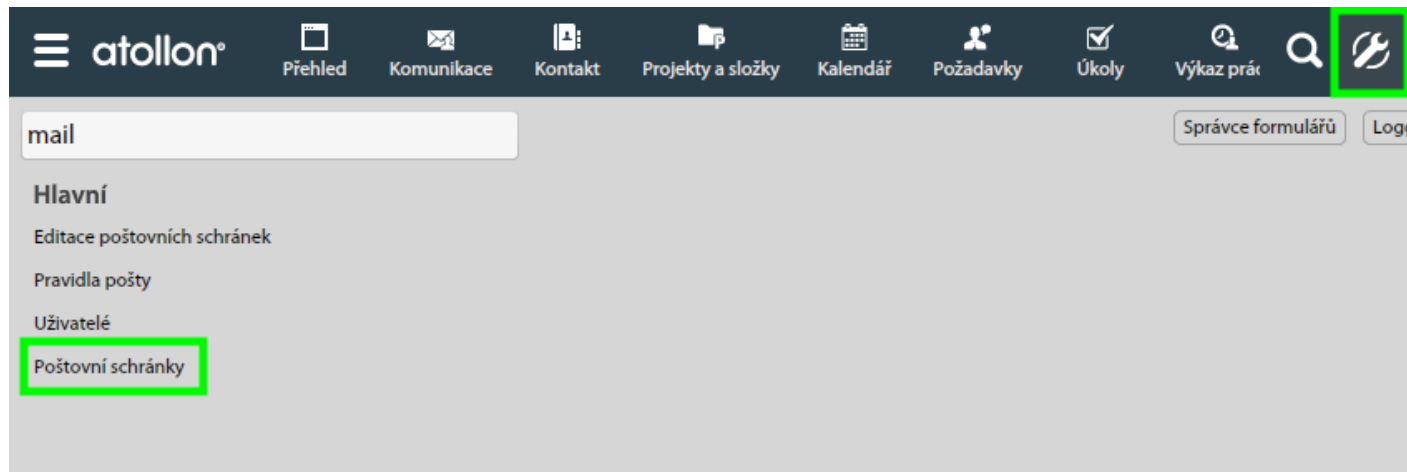 atollon°
Přehled
Komunikace
Kontakt
Projekty a složky
Kalendář
Požadavky
Úkoly
Výkaz
mail
Správce formulářů
Hlavní
Editace poštovních schránek
Pravidla pošty
Uživatelé
Poštovní schránky